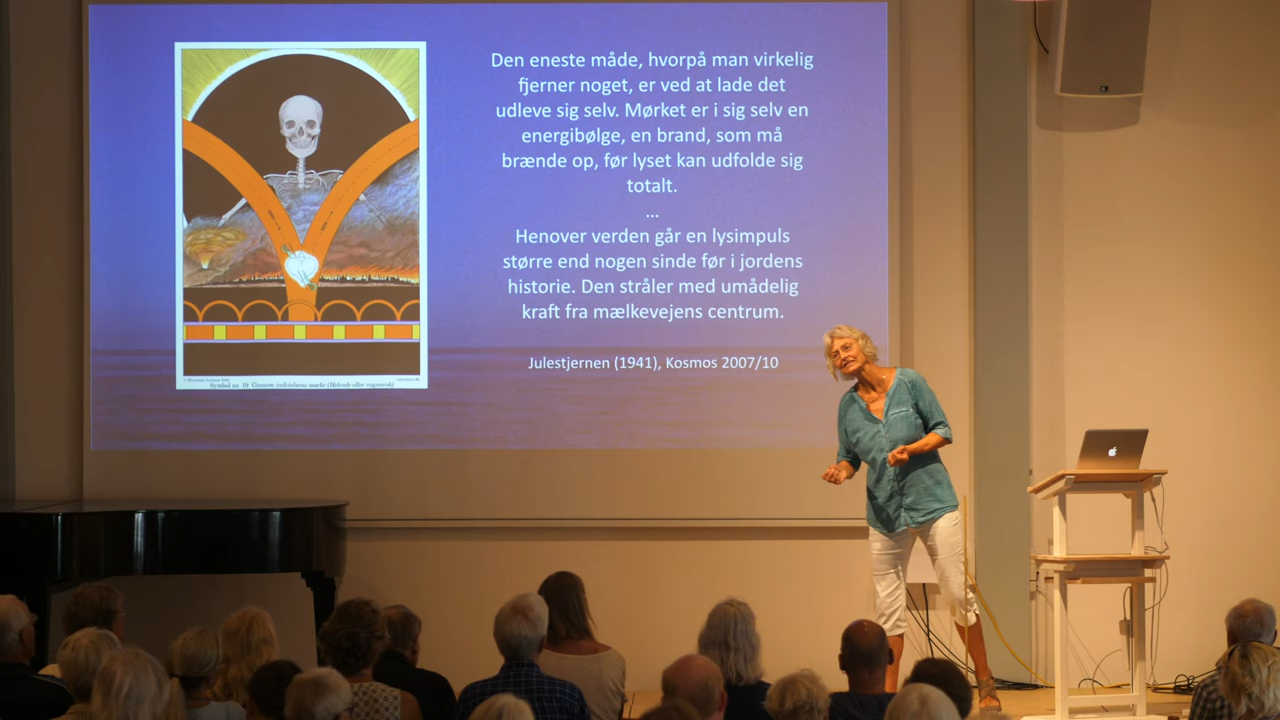 Den eneste måde, hvorpå man virkelig
fjerner noget, er ved at lade det
udleve sig selv. Mørket er i sig selv en
energibølge, en brand, som må
brænde op, før lyset kan udfolde sig
totalt.
...
Henover verden går en lysimpuls
større end nogen sinde før i jordens
historie. Den stråler med umådelig
kraft fra mælkevejens centrum.
Julestjernen (1941), Kosmos 2007/10
Symbol nr. 19